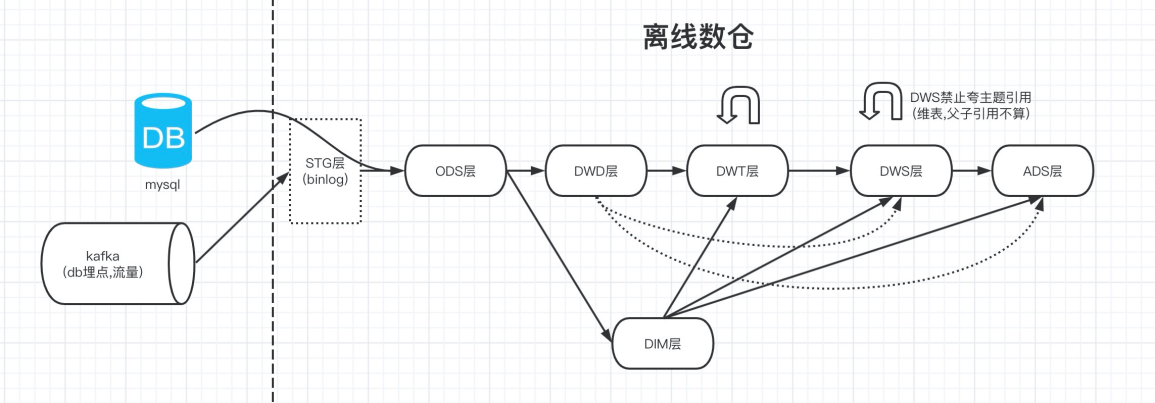 离线数仓
DB
mysql
kafka
(db埋点,流量)
STG层
(binlog)
ODS层
DWD层
DWT层
DWS禁止夸主题引用
(维表,父子引用不算)
DWS层
ADS层
DIM层